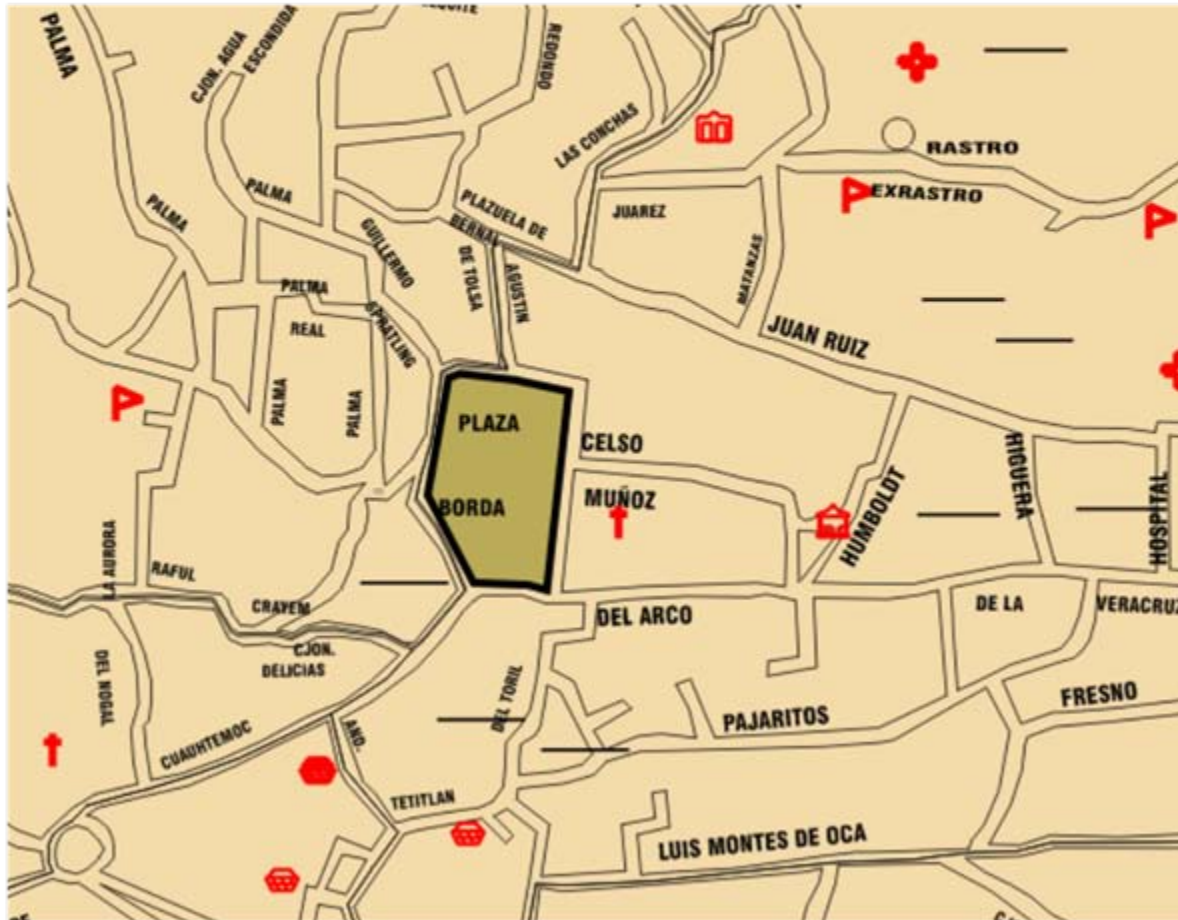 PALMA
CJON. AGUA
ESCONDIDA
REDONDO
LAS CONCHAS
RASTRO
EXRASTRO
PALMA
PALMA
PLAZUELA DE
BERNAL
JUAREZ
GUILLERMO
SPRATLING
DE TOLSA
AGUSTIN
MATANZAS
PALMA
REAL
JUAN RUIZ
PALMA
PALMA
PLAZA
BORDA
CELSO
MUÑOZ
HUMBOLDT
HIGUERA
HOSPITAL
LA AURORA
RAFUL
CRAYEM
DEL ARCO
DE LA
VERACRUZ
CJON.
DELICIAS
DEL NOGAL
DEL TORIL
FRESNO
PAJARITOS
CUAUHTEMOC
AND.
TETITLAN
LUIS MONTES DE OCA